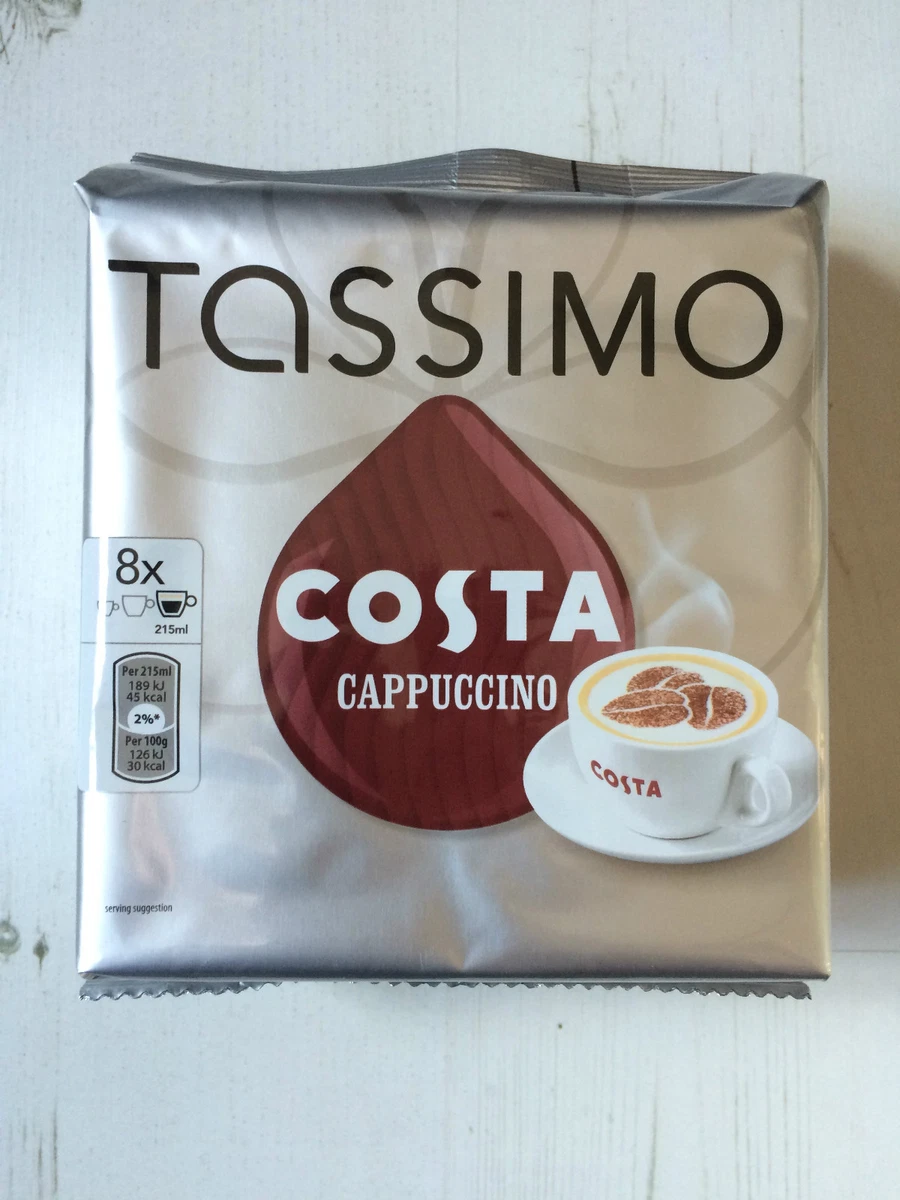 TASSIMO
COSTA
CAPPUCCINO
8x
215ml
Per 215ml
189 kJ
45 kcal
2%*
Per 100g
126 kJ
30 kcal
COSTA
serving suggestion